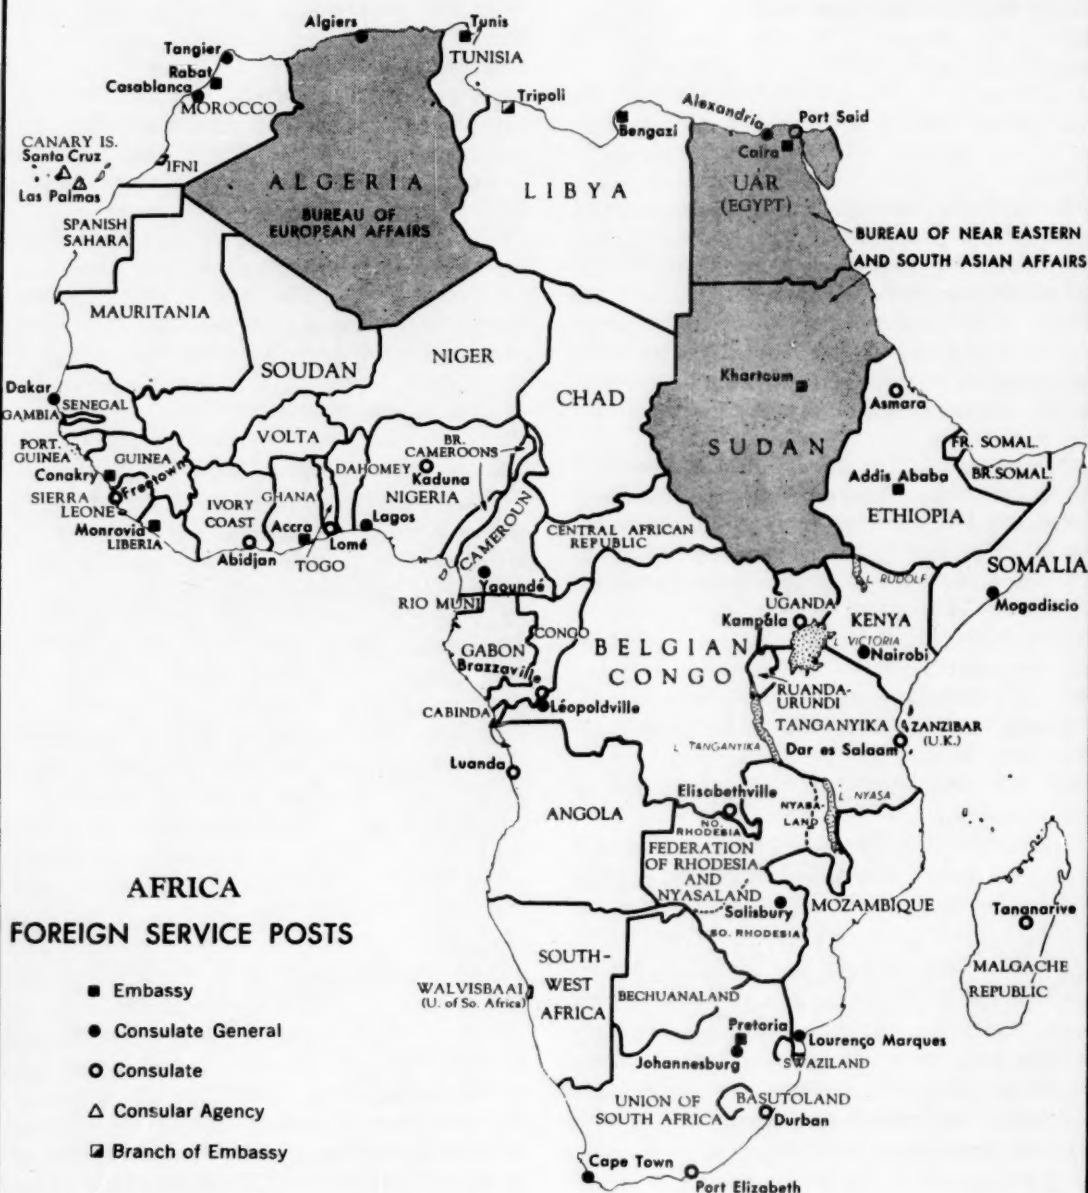 Algiers
Tunis
Tangier
TUNISIA
Rabat
Casablanca
MOROCCO
Tripoli
Bengazi
Alexandria
Port Said
Caira
CANARY IS.
Santa Cruz
Las Palmas
IFNI
ALGERIA
BUREAU OF
EUROPEAN AFFAIRS
LIBYA
UAR
(EGYPT)
SPANISH
SAHARA
BUREAU OF NEAR EASTERN
AND SOUTH ASIAN AFFAIRS
MAURITANIA
SOUDAN
NIGER
CHAD
Khartoum
SUDAN
Asmara
Dakar
GAMBIA
SENEGAL
PORT.
GUINEA
GUINEA
Conakry
Freetown
SIERRA
LEONE
Monrovia
LIBERIA
VOLTA
IVORY
COAST
Abidjan
GHANA
Accra
TOGO
Lomé
DAHOMEY
BR.
CAMEROONS
Kaduna
NIGERIA
Lagos
CAMEROUN
Yaoundé
CENTRAL AFRICAN
REPUBLIC
FR. SOMAL.
BR. SOMAL.
Addis Ababa
ETHIOPIA
SOMALIA
Mogadiscio
L. RUDOLF
UGANDA
Kampala
KENYA
L. VICTORIA
Nairobi
RIO MUNI
GABON
CONGO
Brazzaville
BELGIAN
CONGO
Léopoldville
CABINDA
RUANDA-
URUNDI
TANGANYIKA
ZANZIBAR
(U.K.)
Dar es Salaam
L. TANGANYIKA
Luanda
ANGOLA
Elisabethville
NO.
RHODESIA
NYASA-
LAND
L. NYASA
FEDERATION
OF RHODESIA
AND
NYASALAND
Salisbury
SO. RHODESIA
MOZAMBIQUE
Tananarive
MALGACHE
REPUBLIC
AFRICA
FOREIGN SERVICE POSTS
Embassy
Consulate General
Consulate
Consular Agency
Branch of Embassy
WALVISBAAI
(U. of So. Africa)
SOUTH-
WEST
AFRICA
BECHUANALAND
Pretoria
Johannesburg
Lourenço Marques
SWAZILAND
UNION OF
SOUTH AFRICA
BASUTOLAND
Durban
Cape Town
Port Elizabeth